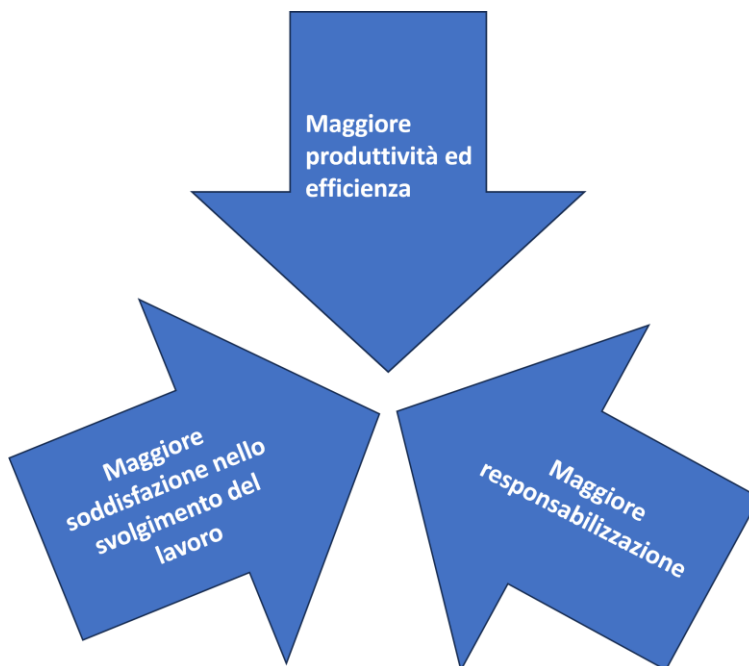 Maggiore
produttività ed
efficienza
Maggiore
soddisfazione nello
svolgimento del
lavoro
Maggiore
responsabilizzazione